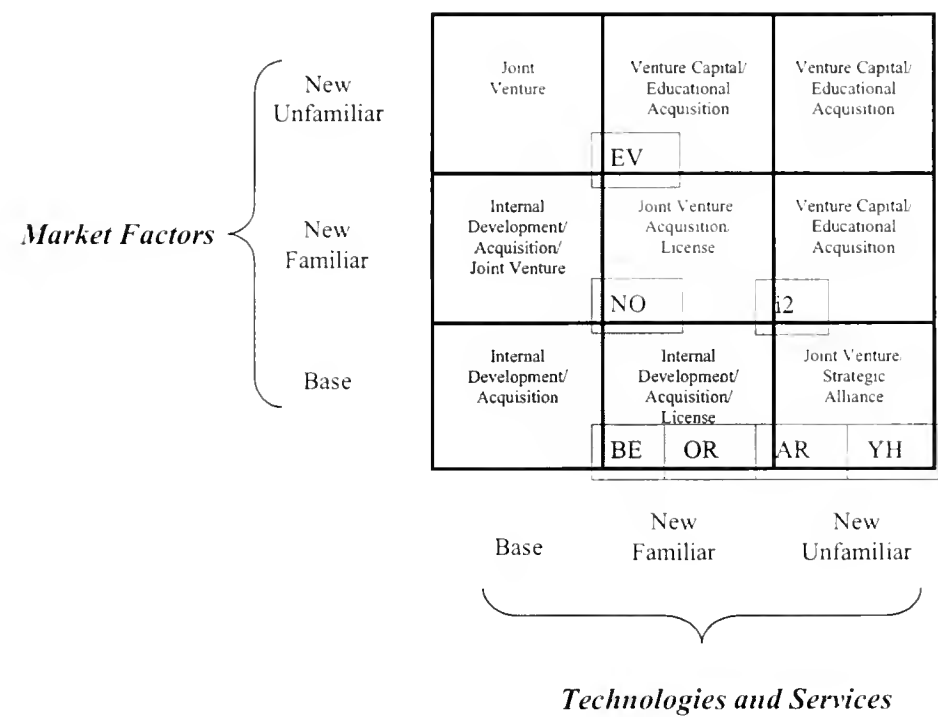 Joint
Venture
Venture Capital/
Educational
Acquisition
Venture Capital/
Educational
Acquisition
New
Unfamiliar
EV
Market Factors
New
Familiar
Internal
Development/
Acquisition/
Joint Venture
Joint Venture
Acquisition
License
Venture Capital/
Educational
Acquisition
NO
i2
Base
Internal
Development/
Acquisition
Internal
Development/
Acquisition/
License
Joint Venture
Strategic
Alliance
BE OR AR YH
Base
New
Familiar
New
Unfamiliar
Technologies and Services